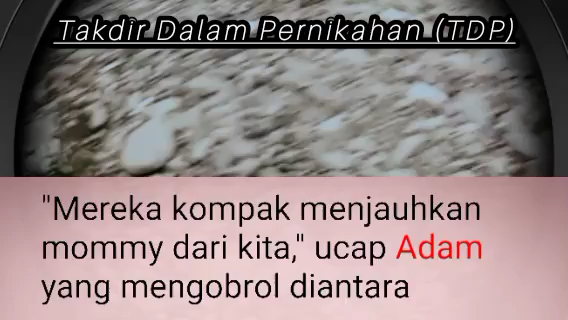 Takdir Dalam Pernikahan (TDP)
"Mereka kompak menjauhkan
mommy dari kita," ucap Adam
yang mengobrol diantara